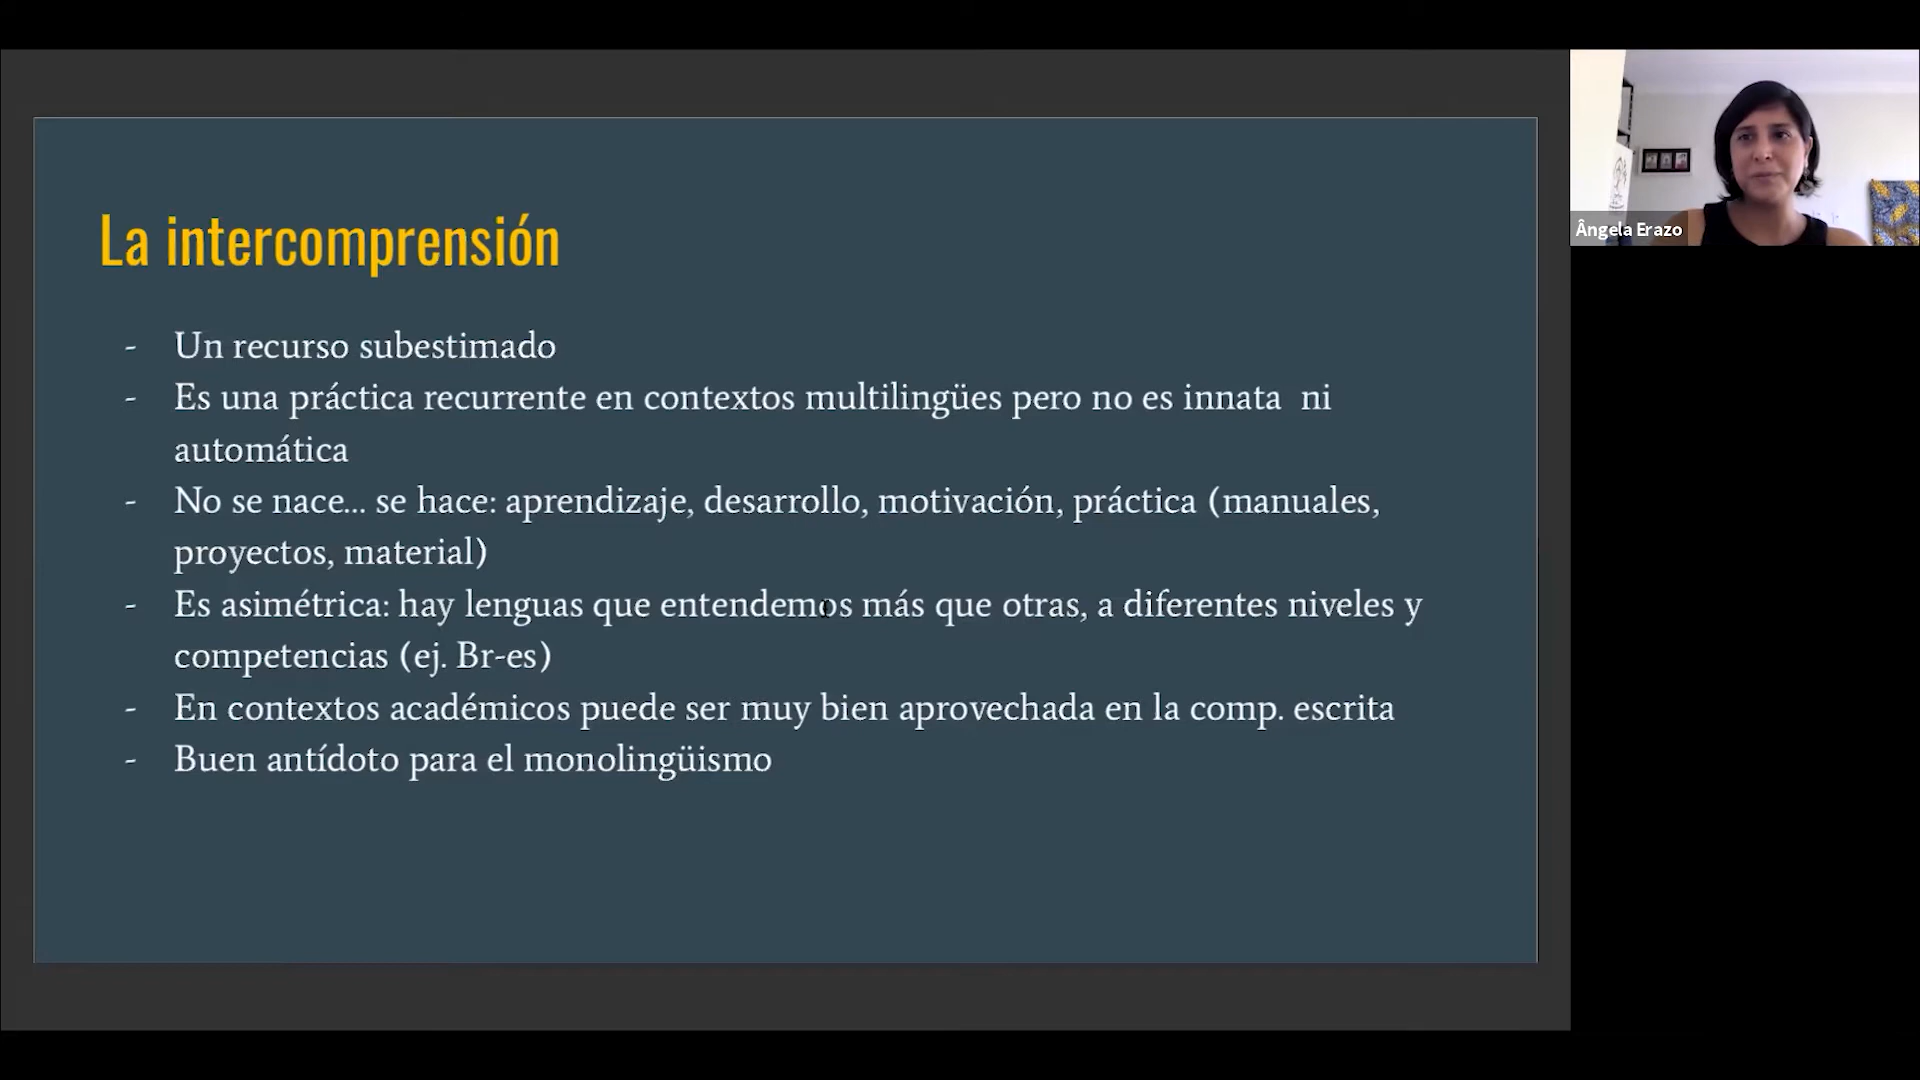 La intercomprensión
- Un recurso subestimado
- Es una práctica recurrente en contextos multilingües pero no es innata ni
automática
- No se nace... se hace: aprendizaje, desarrollo, motivación, práctica (manuales,
proyectos, material)
- Es asimétrica: hay lenguas que entendemos más que otras, a diferentes niveles y
competencias (ej. Br-es)
- En contextos académicos puede ser muy bien aprovechada en la comp. escrita
- Buen antídoto para el monolingüismo
Ângela Erazo